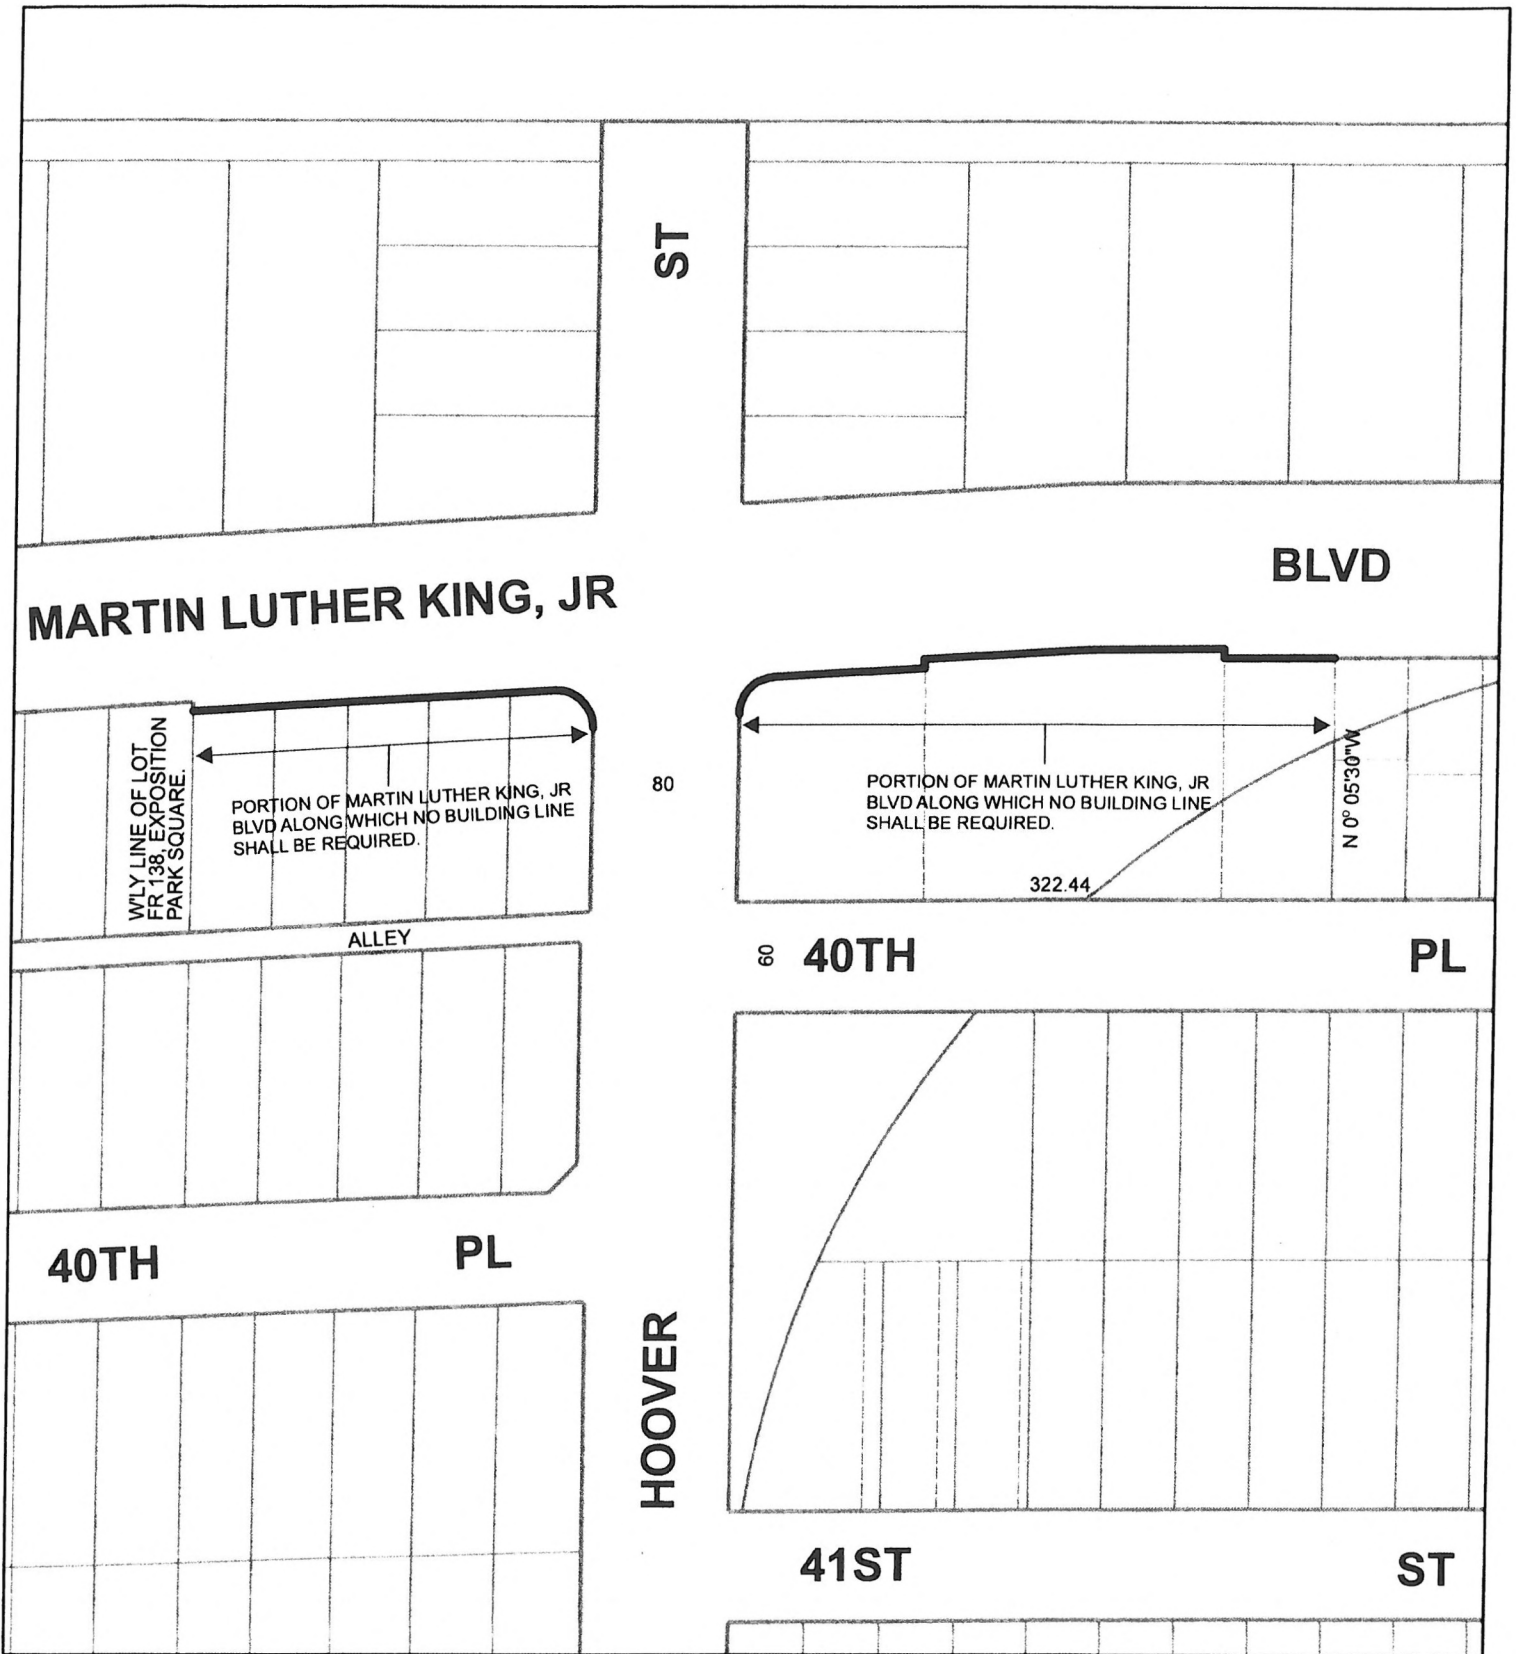 ST
BLVD
MARTIN LUTHER KING, JR
W'LY LINE OF LOT
FR 138, EXPOSITION
PARK SQUARE.
PORTION OF MARTIN LUTHER KING, JR
BLVD ALONG WHICH NO BUILDING LINE
SHALL BE REQUIRED.
80
PORTION OF MARTIN LUTHER KING, JR
BLVD ALONG WHICH NO BUILDING LINE
SHALL BE REQUIRED.
N 0° 05'30"W
322.44
ALLEY
60
40TH PL
40TH PL
HOOVER
41ST ST